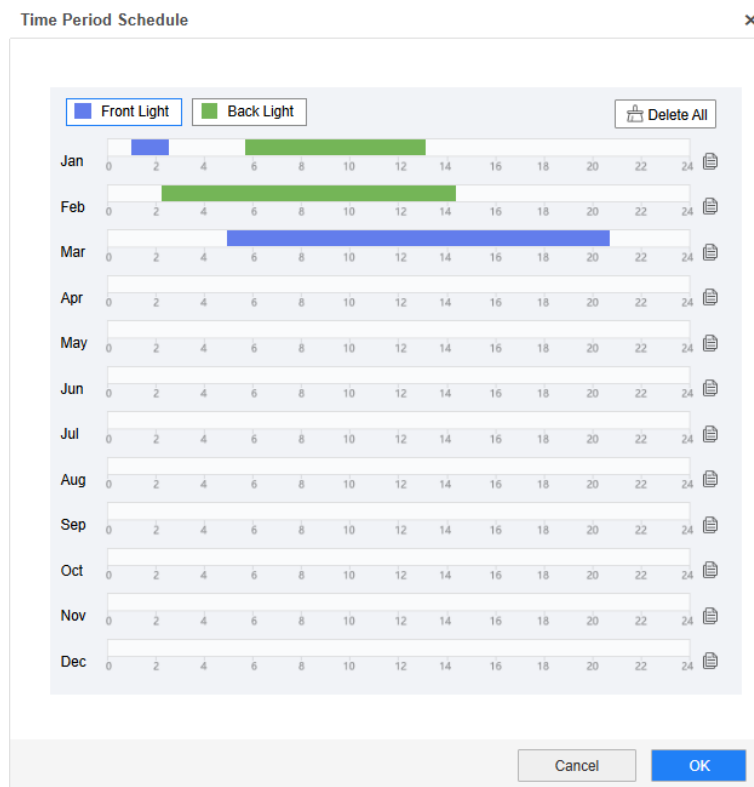 Time Period Schedule
Front Light Back Light Delete All
Jan 0 2 4 6 8 10 12 14 16 18 20 22 24
Feb 0 2 4 6 8 10 12 14 16 18 20 22 24
Mar 0 2 4 6 8 10 12 14 16 18 20 22 24
Apr 0 2 4 6 8 10 12 14 16 18 20 22 24
May 0 2 4 6 8 10 12 14 16 18 20 22 24
Jun 0 2 4 6 8 10 12 14 16 18 20 22 24
Jul 0 2 4 6 8 10 12 14 16 18 20 22 24
Aug 0 2 4 6 8 10 12 14 16 18 20 22 24
Sep 0 2 4 6 8 10 12 14 16 18 20 22 24
Oct 0 2 4 6 8 10 12 14 16 18 20 22 24
Nov 0 2 4 6 8 10 12 14 16 18 20 22 24
Dec 0 2 4 6 8 10 12 14 16 18 20 22 24
Cancel OK